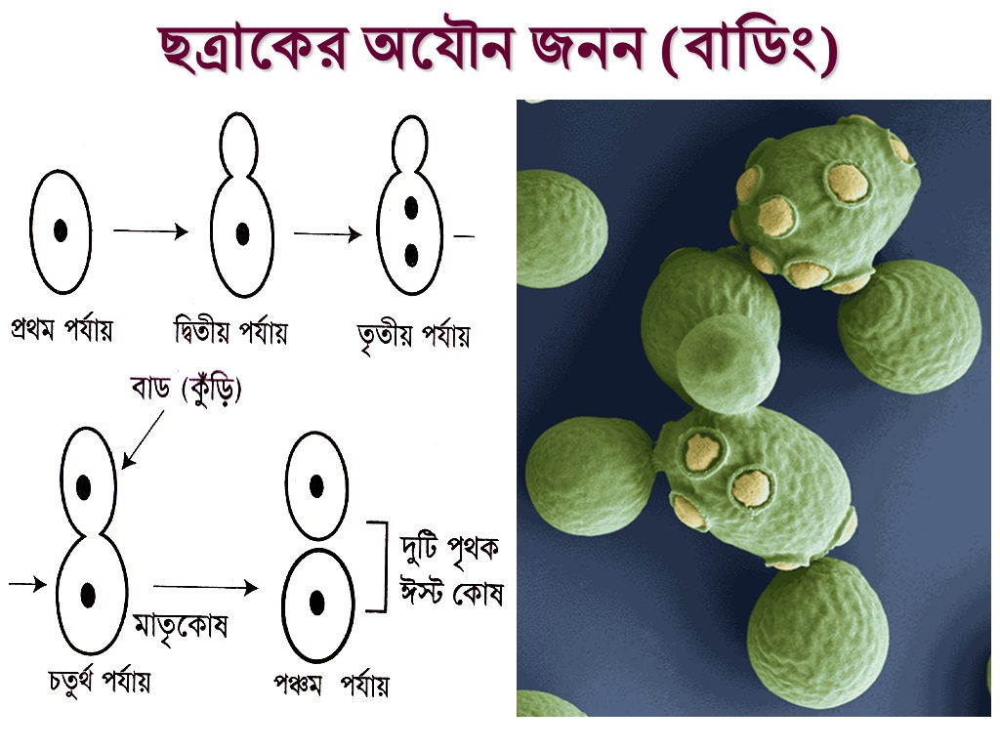 ছত্রাকের অযৌন জনন (বাডিং)
প্রথম পর্যায়
দ্বিতীয় পর্যায়
তৃতীয় পর্যায়
বাড (কুঁড়ি)
মাতৃকোষ
দুটি পৃথক
ঈস্ট কোষ
চতুর্থ পর্যায়
পঞ্চম পর্যায়